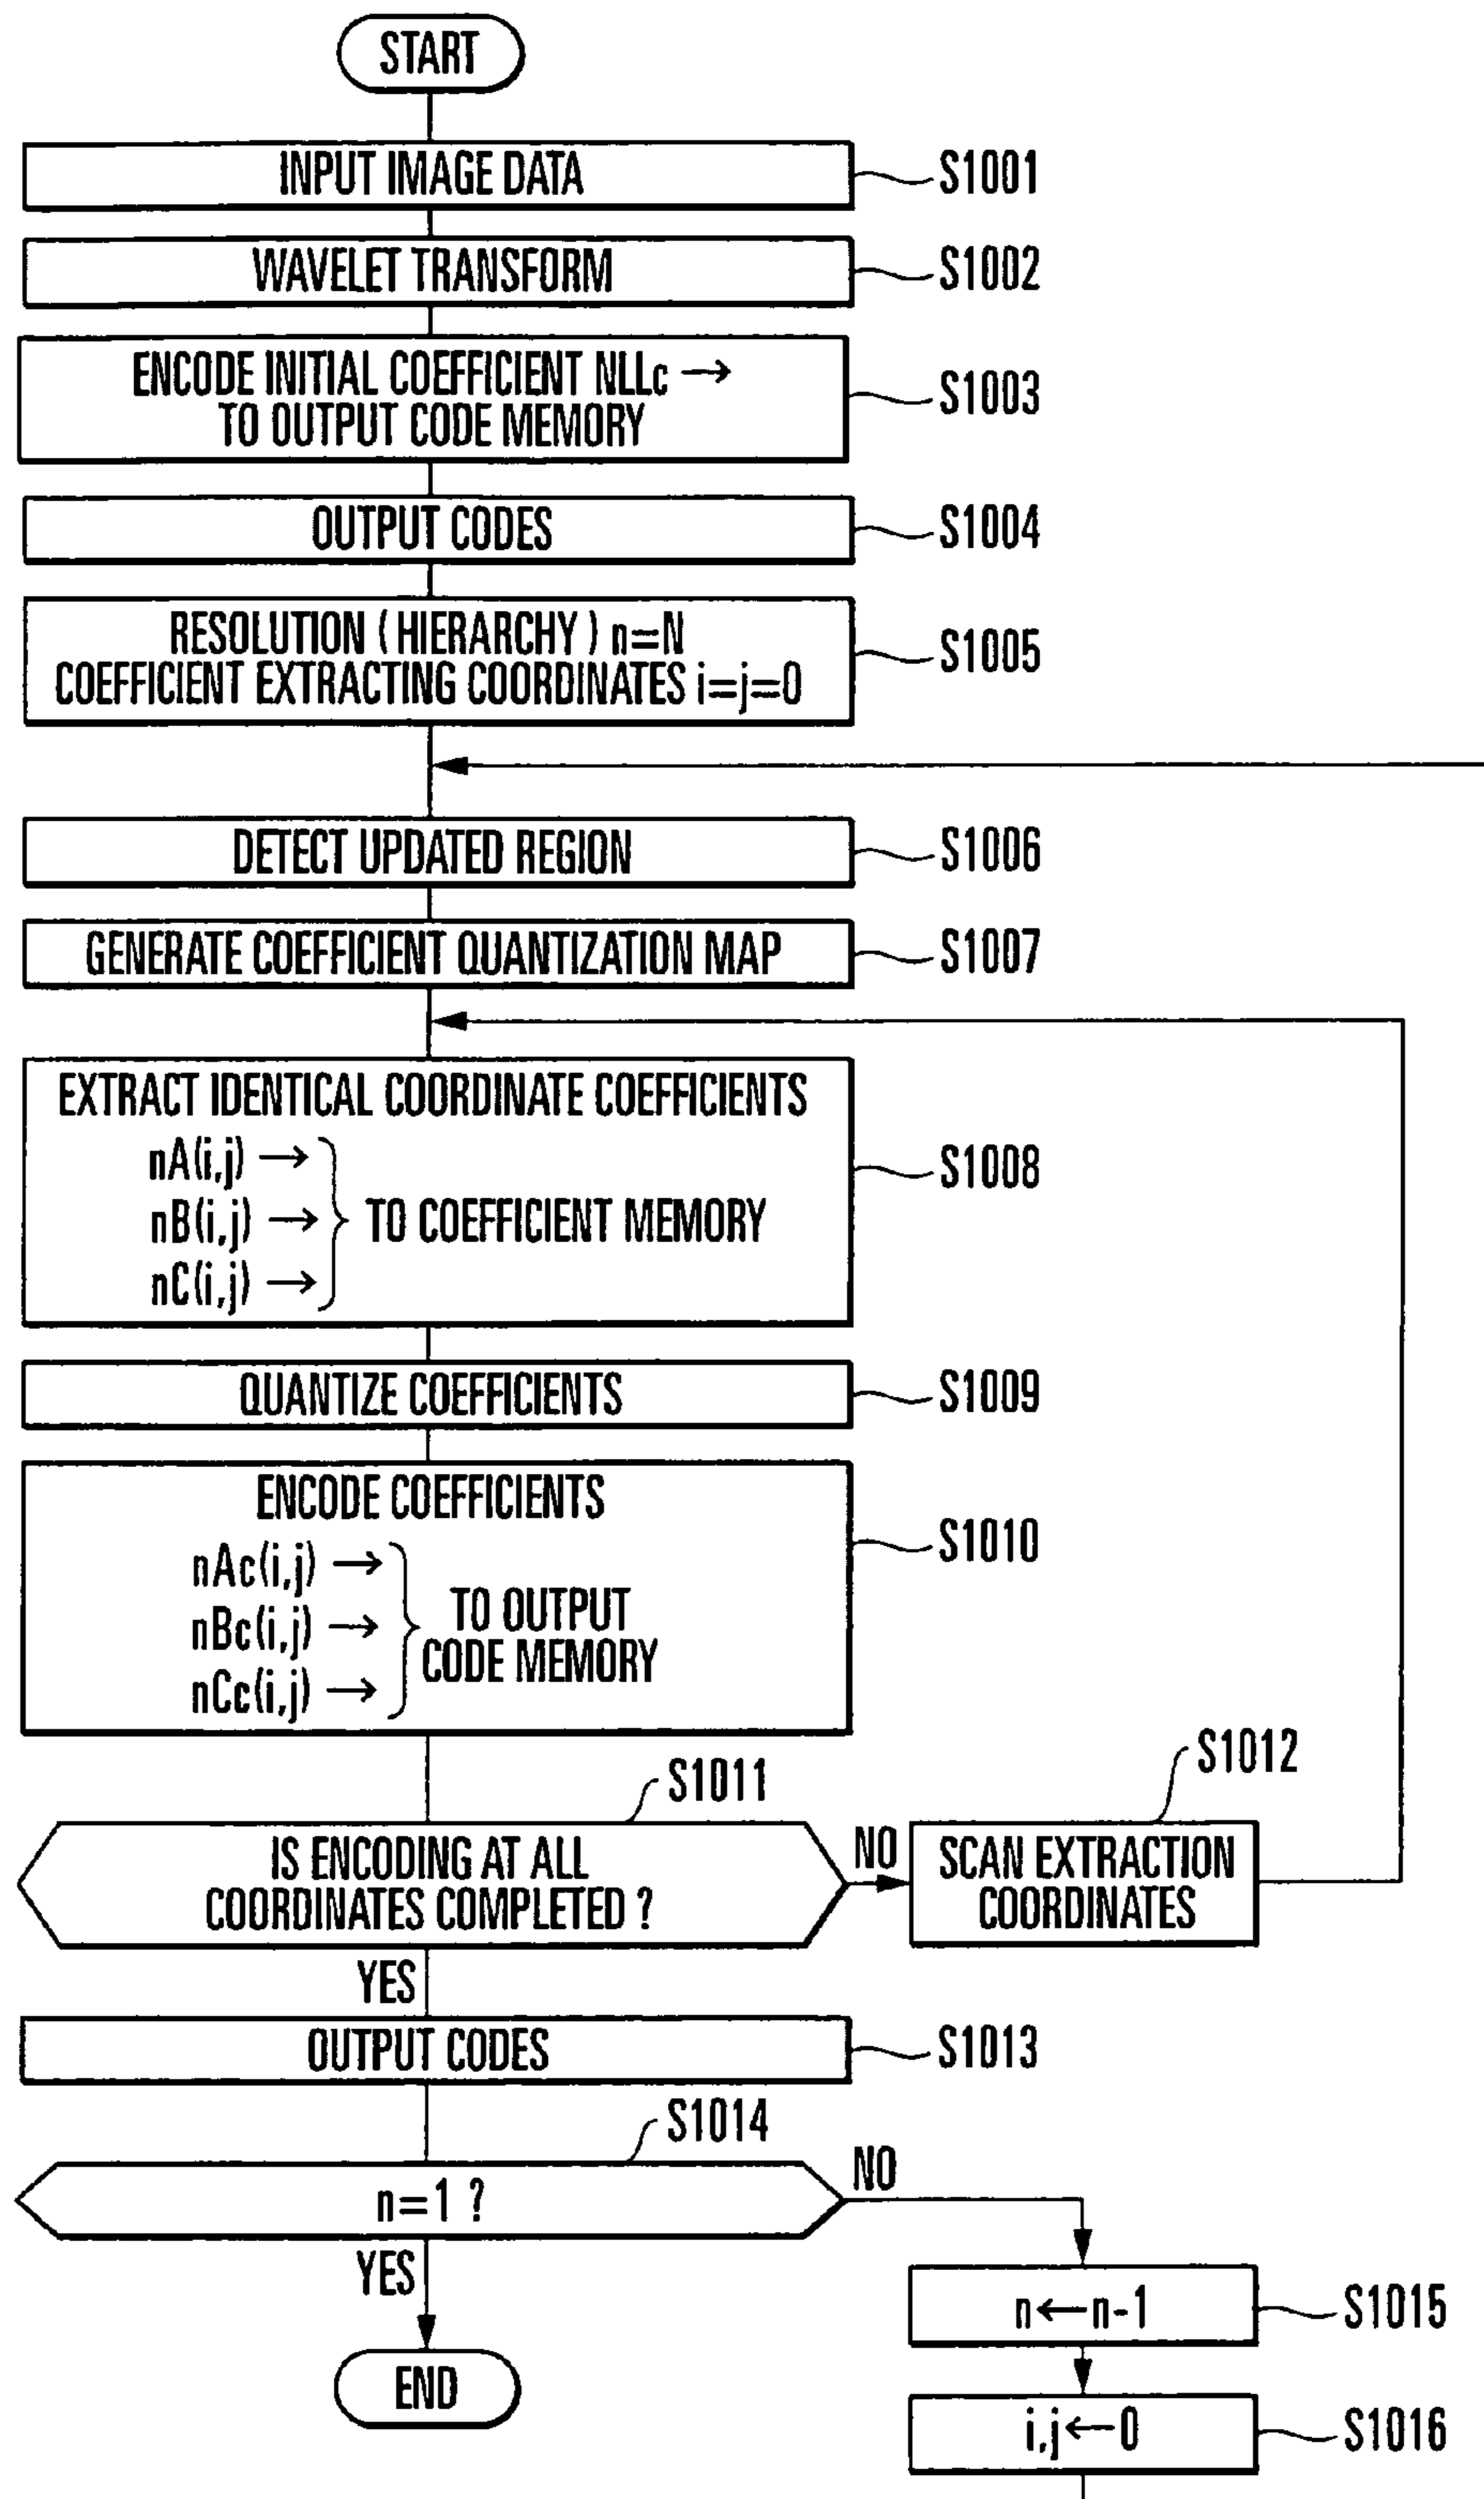 START
INPUT IMAGE DATA
S1001
WAVELET TRANSFORM
S1002
ENCODE INITIAL COEFFICIENT NLLc →
TO OUTPUT CODE MEMORY
S1003
OUTPUT CODES
S1004
RESOLUTION (HIERARCHY) n=N
COEFFICIENT EXTRACTING COORDINATES i=j=0
S1005
DETECT UPDATED REGION
S1006
GENERATE COEFFICIENT QUANTIZATION MAP
S1007
EXTRACT IDENTICAL COORDINATE COEFFICIENTS
nA(i,j) →
nB(i,j) →
nC(i,j) →
TO COEFFICIENT MEMORY
S1008
QUANTIZE COEFFICIENTS
S1009
ENCODE COEFFICIENTS
nAc(i,j) →
nBc(i,j) →
nCc(i,j) →
TO OUTPUT
CODE MEMORY
S1010
S1011
IS ENCODING AT ALL
COORDINATES COMPLETED ?
NO
S1012
SCAN EXTRACTION
COORDINATES
YES
OUTPUT CODES
S1013
S1014
n=1 ?
NO
YES
END
n←n-1
S1015
i,j←0
S1016